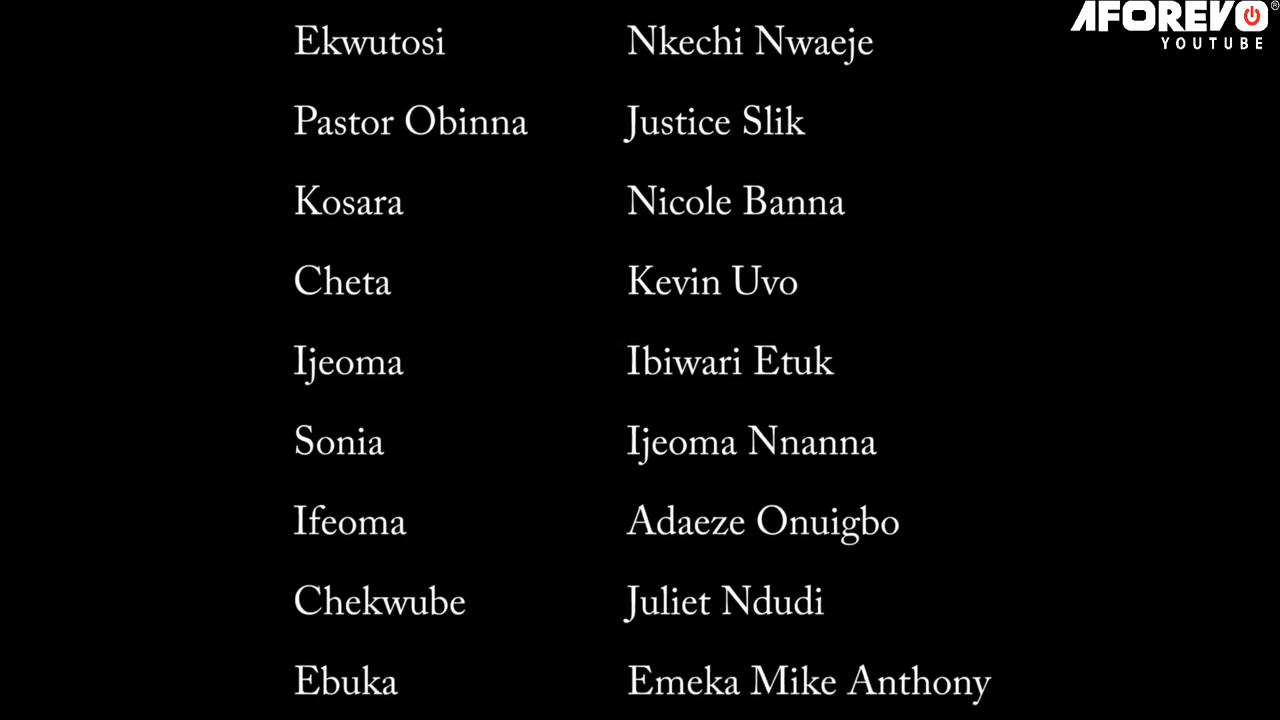 AFOREVO
YOUTUBE
Ekwutosi Nkechi Nwaeje
Pastor Obinna Justice Slik
Kosara Nicole Banna
Cheta Kevin Uvo
Ijeoma Ibiwari Etuk
Sonia Ijeoma Nnanna
Ifeoma Adaeze Onuigbo
Chekwube Juliet Ndudi
Ebuka Emeka Mike Anthony